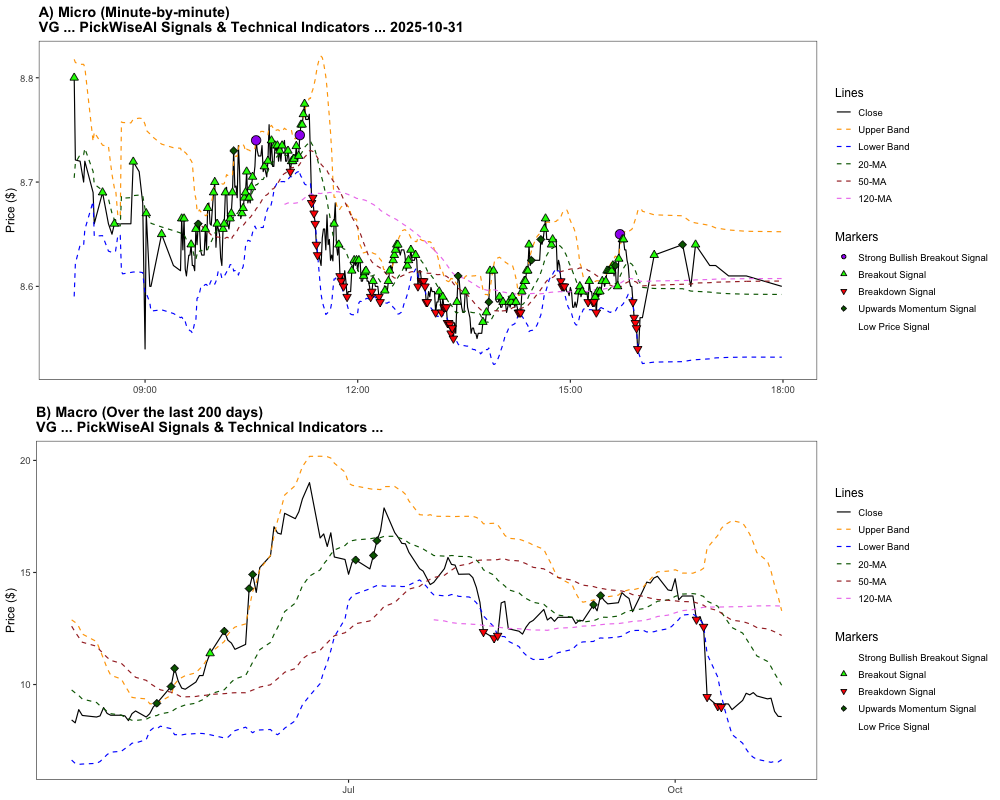 A) Micro (Minute-by-minute)
VG ... PickWiseAI Signals & Technical Indicators ... 2025-10-31
Price ($)
8.8
8.7
8.6
09:00
12:00
15:00
18:00
Lines
Close
Upper Band
Lower Band
20-MA
50-MA
120-MA
Markers
Strong Bullish Breakout Signal
Breakout Signal
Breakdown Signal
Upwards Momentum Signal
Low Price Signal
B) Macro (Over the last 200 days)
VG ... PickWiseAI Signals & Technical Indicators ...
Price ($)
20
15
10
Jul
Oct
Lines
Close
Upper Band
Lower Band
20-MA
50-MA
120-MA
Markers
Strong Bullish Breakout Signal
Breakout Signal
Breakdown Signal
Upwards Momentum Signal
Low Price Signal